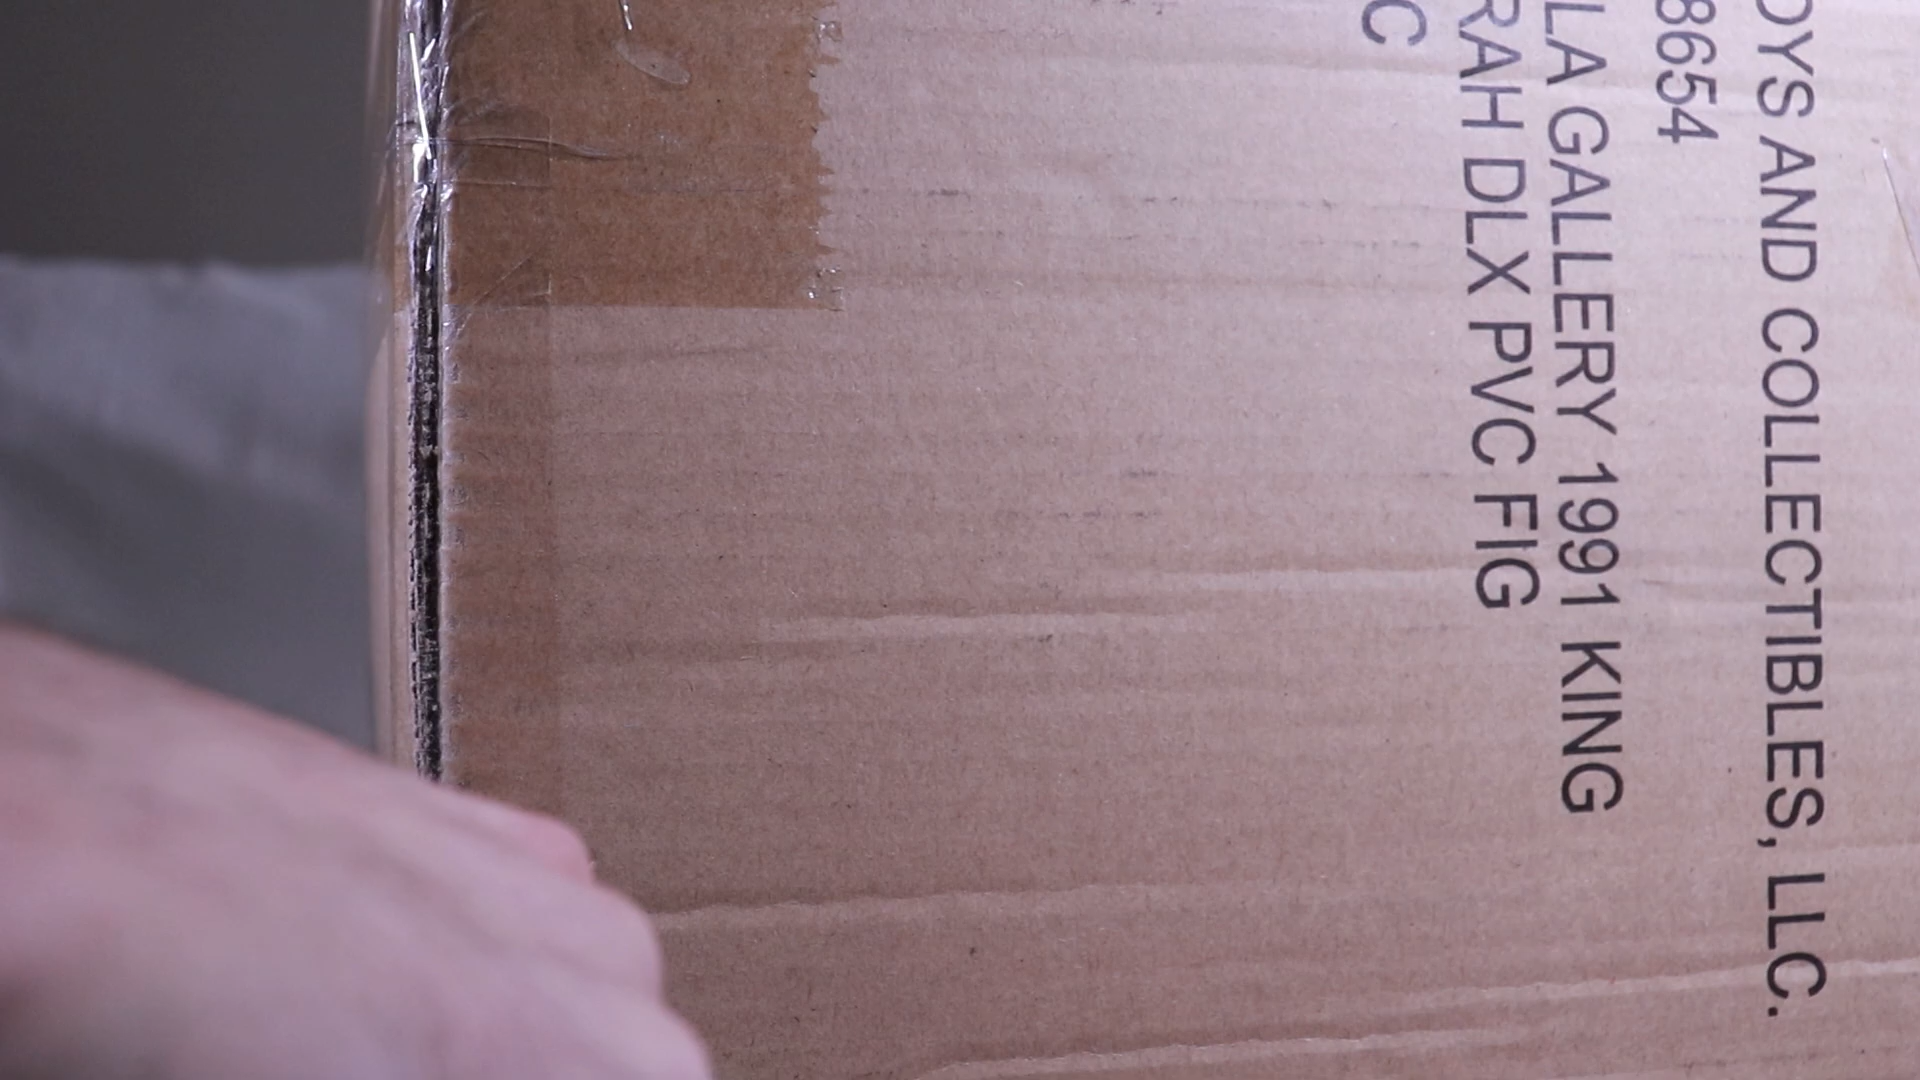 OYS AND COLLECTIBLES, LLC.
8654
LA GALLERY 1991 KING
RAH DLX PVC FIG
C